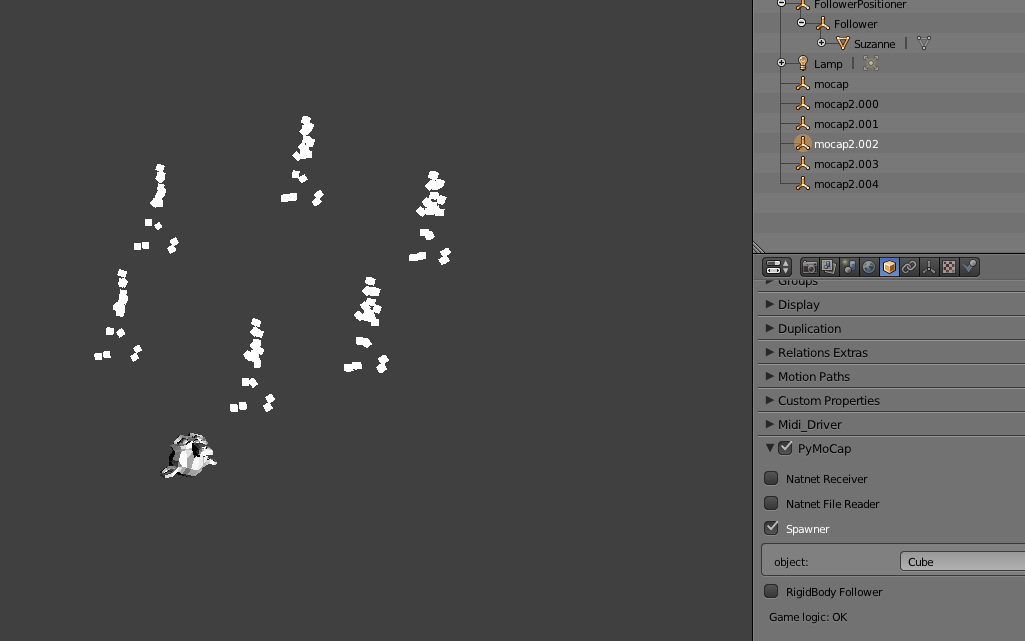 FollowerPositioner
Follower
Suzanne
Lamp
mocap
mocap2.000
mocap2.001
mocap2.002
mocap2.003
mocap2.004
Groups
Display
Duplication
Relations Extras
Motion Paths
Custom Properties
Midi_Driver
PyMoCap
Natnet Receiver
Natnet File Reader
Spawner
object: Cube
RigidBody Follower
Game logic: OK